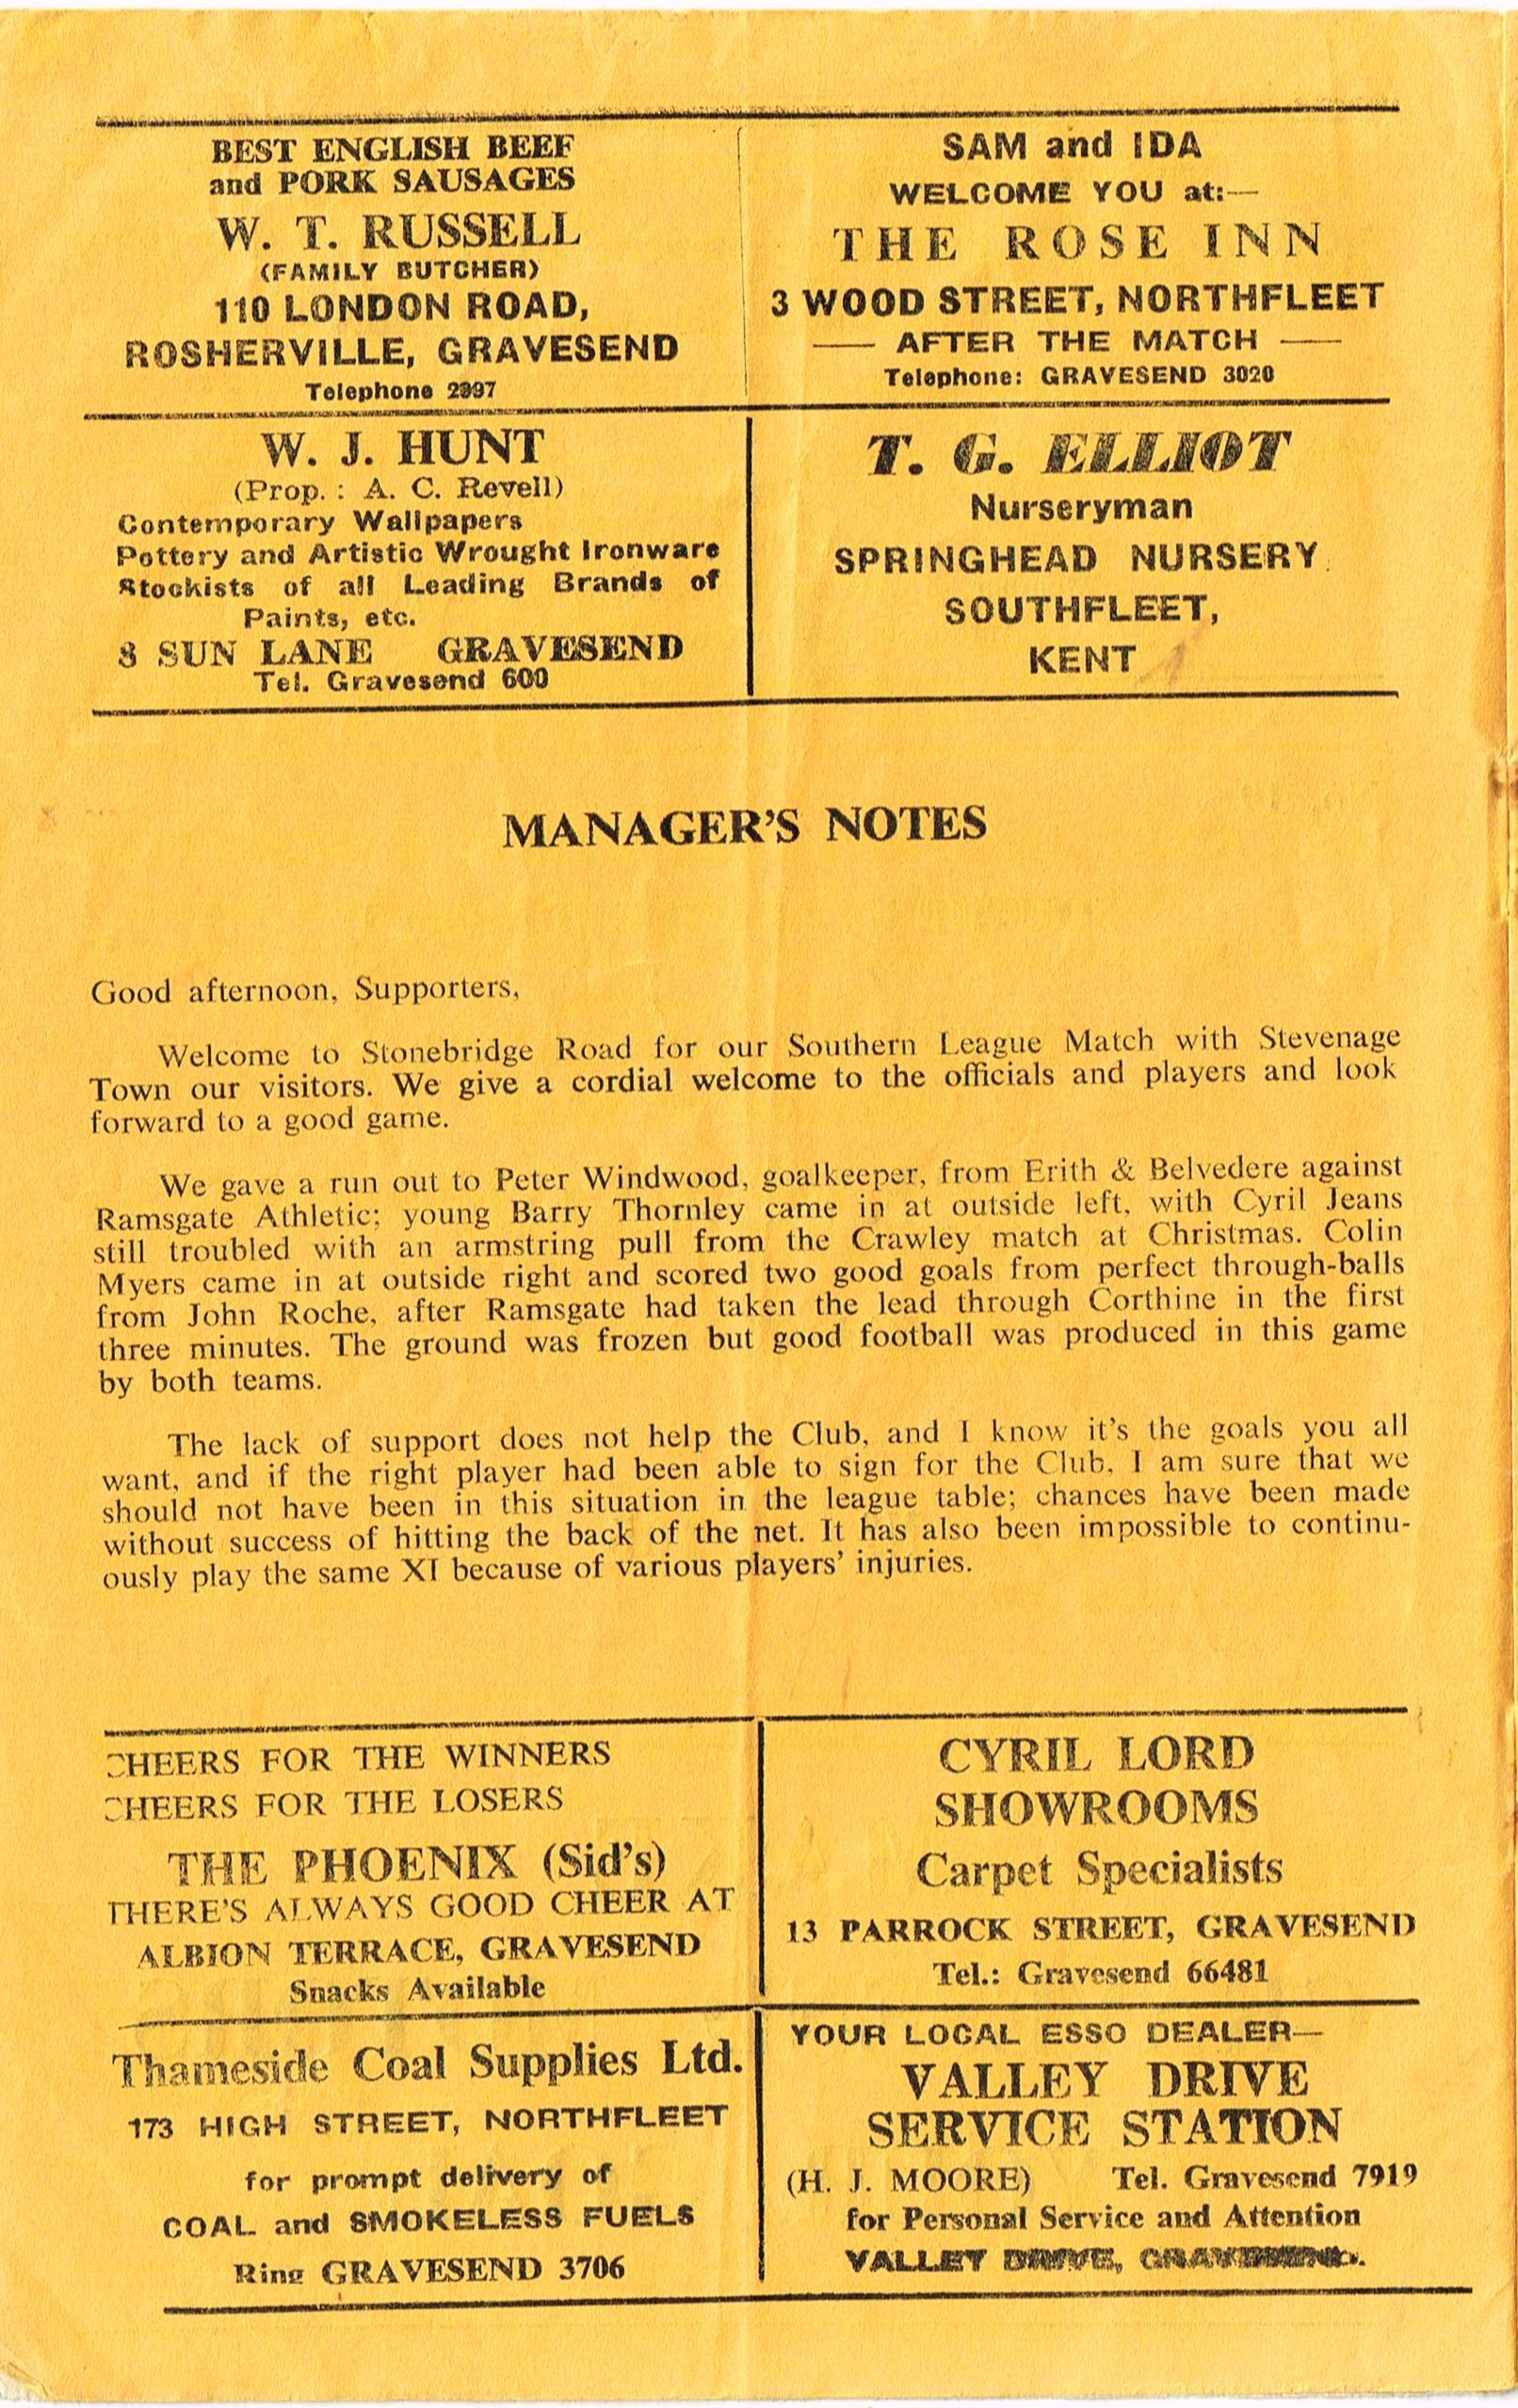 BEST ENGLISH BEEF
and PORK SAUSAGES
W. T. RUSSELL
(FAMILY BUTCHER)
110 LONDON ROAD,
ROSHERVILLE, GRAVESEND
Telephone 2997
SAM and IDA
WELCOME YOU at:—
THE ROSE INN
3 WOOD STREET, NORTHFLEET
— AFTER THE MATCH —
Telephone: GRAVESEND 3020
W. J. HUNT
(Prop. : A. C. Revell)
Contemporary Wallpapers
Pottery and Artistic Wrought Ironware
Stockists of all Leading Brands of
Paints, etc.
8 SUN LANE GRAVESEND
Tel. Gravesend 600
T. G. ELLIOT
Nurseryman
SPRINGHEAD NURSERY
SOUTHFLEET,
KENT
MANAGER'S NOTES
Good afternoon, Supporters,
Welcome to Stonebridge Road for our Southern League Match with Stevenage
Town our visitors. We give a cordial welcome to the officials and players and look
forward to a good game.
We gave a run out to Peter Windwood, goalkeeper, from Erith & Belvedere against
Ramsgate Athletic; young Barry Thornley came in at outside left, with Cyril Jeans
still troubled with an armstring pull from the Crawley match at Christmas. Colin
Myers came in at outside right and scored two good goals from perfect through-balls
from John Roche, after Ramsgate had taken the lead through Corthine in the first
three minutes. The ground was frozen but good football was produced in this game
by both teams.
The lack of support does not help the Club, and I know it's the goals you all
want, and if the right player had been able to sign for the Club, I am sure that we
should not have been in this situation in the league table; chances have been made
without success of hitting the back of the net. It has also been impossible to continu-
ously play the same XI because of various players' injuries.
CHEERS FOR THE WINNERS
CHEERS FOR THE LOSERS
THE PHOENIX (Sid's)
THERE'S ALWAYS GOOD CHEER AT
ALBION TERRACE, GRAVESEND
Snacks Available
CYRIL LORD
SHOWROOMS
Carpet Specialists
13 PARROCK STREET, GRAVESEND
Tel.: Gravesend 66481
Thameside Coal Supplies Ltd.
173 HIGH STREET, NORTHFLEET
for prompt delivery of
COAL and SMOKELESS FUELS
Ring GRAVESEND 3706
YOUR LOCAL ESSO DEALER—
VALLEY DRIVE
SERVICE STATION
(H. J. MOORE) Tel. Gravesend 7919
for Personal Service and Attention
VALLEY DRIVE, GRAVESEND.